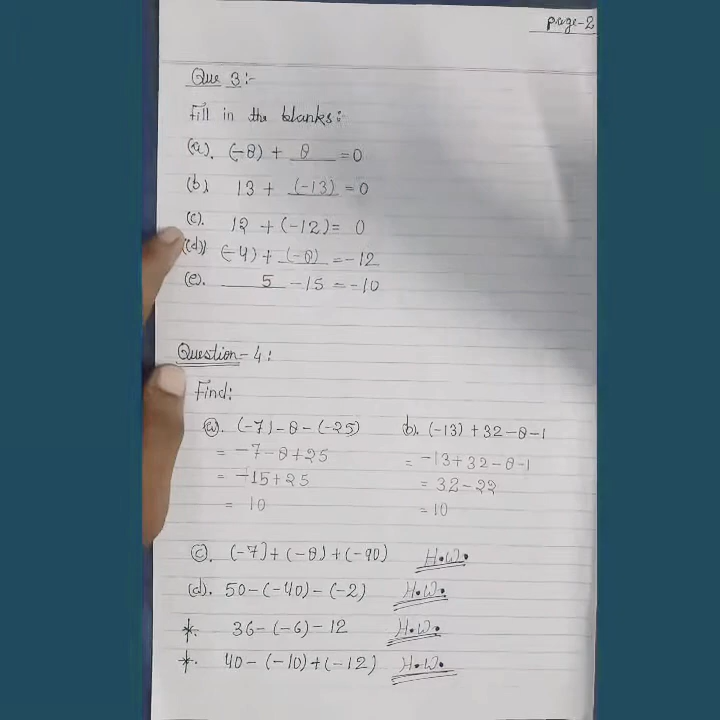 page-2
Que 3:-
Fill in the blanks:
(a). (-8) + 8 = 0
(b). 13 + (-13) = 0
(c). 12 + (-12) = 0
(d) (-4) + (-8) = -12
(e). 5 - 15 = -10
Question-4:
Find:
(a). (-7) - 8 - (-25)
= -7 - 8 + 25
= -15 + 25
= 10
(b). (-13) + 32 - 8 - 1
= -13 + 32 - 8 - 1
= 32 - 22
= 10
(c). (-7) + (-8) + (-90) H.W.
(d). 50 - (-40) - (-2) H.W.
*. 36 - (-6) - 12 H.W.
*. 40 - (-10) + (-12) H.W.